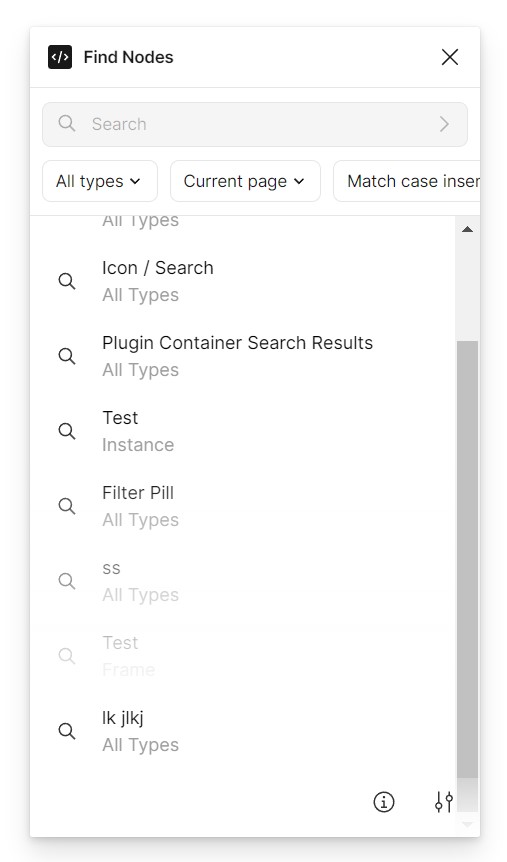 Find Nodes
Search
All types
Current page
Match case inser
All Types
Icon / Search
All Types
Plugin Container Search Results
All Types
Test
Instance
Filter Pill
All Types
ss
All Types
Test
Frame
lk jlkj
All Types